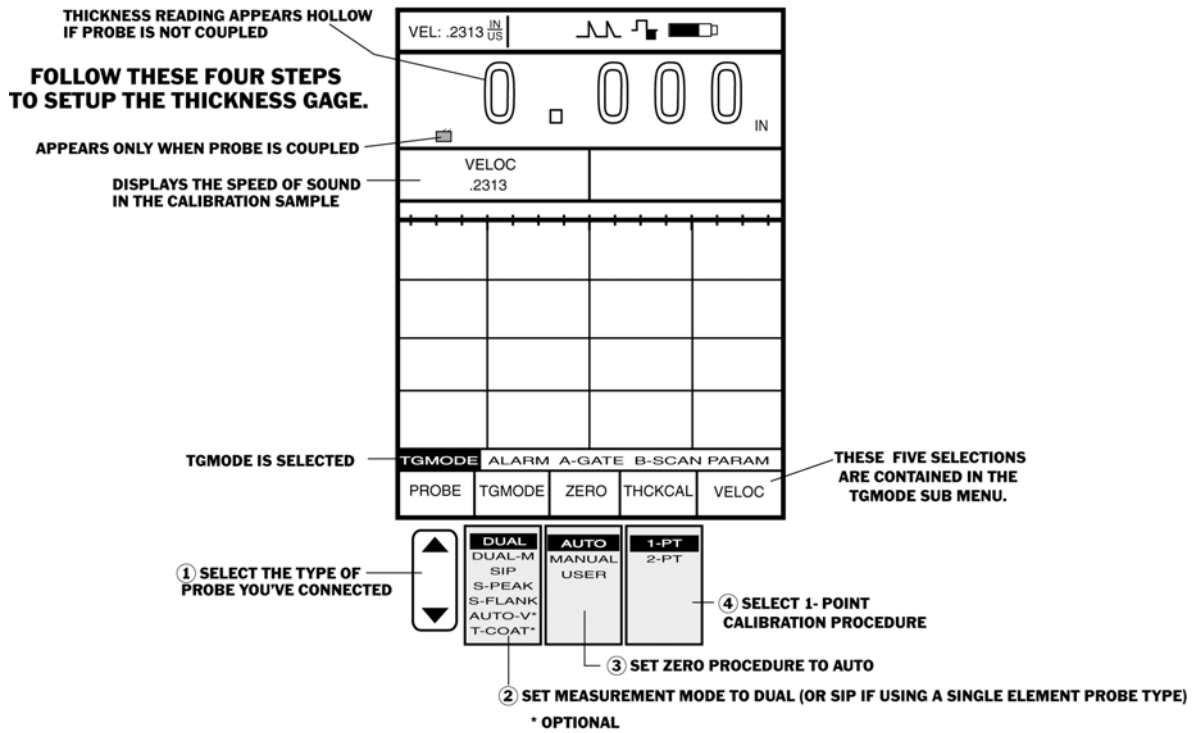 THICKNESS READING APPEARS HOLLOW
IF PROBE IS NOT COUPLED
VEL: .2313 IN/US
FOLLOW THESE FOUR STEPS
TO SETUP THE THICKNESS GAGE.
0.000 IN
APPEARS ONLY WHEN PROBE IS COUPLED
VELOC
.2313
DISPLAYS THE SPEED OF SOUND
IN THE CALIBRATION SAMPLE
TGMODE IS SELECTED
TGMODE ALARM A-GATE B-SCAN PARAM
PROBE TGMODE ZERO THCKCAL VELOC
THESE FIVE SELECTIONS
ARE CONTAINED IN THE
TGMODE SUB MENU.
1 SELECT THE TYPE OF
PROBE YOU'VE CONNECTED
DUAL
DUAL-M
SIP
S-PEAK
S-FLANK
AUTO-V*
T-COAT*
AUTO
MANUAL
USER
1-PT
2-PT
4 SELECT 1- POINT
CALIBRATION PROCEDURE
3 SET ZERO PROCEDURE TO AUTO
2 SET MEASUREMENT MODE TO DUAL (OR SIP IF USING A SINGLE ELEMENT PROBE TYPE)
* OPTIONAL